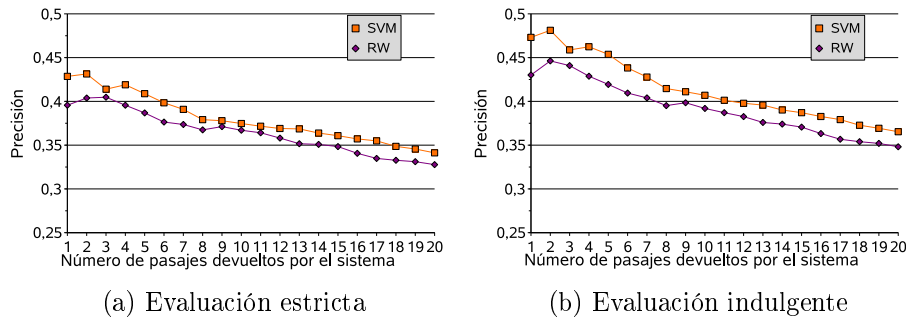 0,5
0,45
0,4
0,35
0,3
0,25
Precisión
SVM
RW
1 2 3 4 5 6 7 8 9 10 11 12 13 14 15 16 17 18 19 20
Número de pasajes devueltos por el sistema
(a) Evaluación estricta
0,5
0,45
0,4
0,35
0,3
0,25
Precisión
SVM
RW
1 2 3 4 5 6 7 8 9 10 11 12 13 14 15 16 17 18 19 20
Número de pasajes devueltos por el sistema
(b) Evaluación indulgente